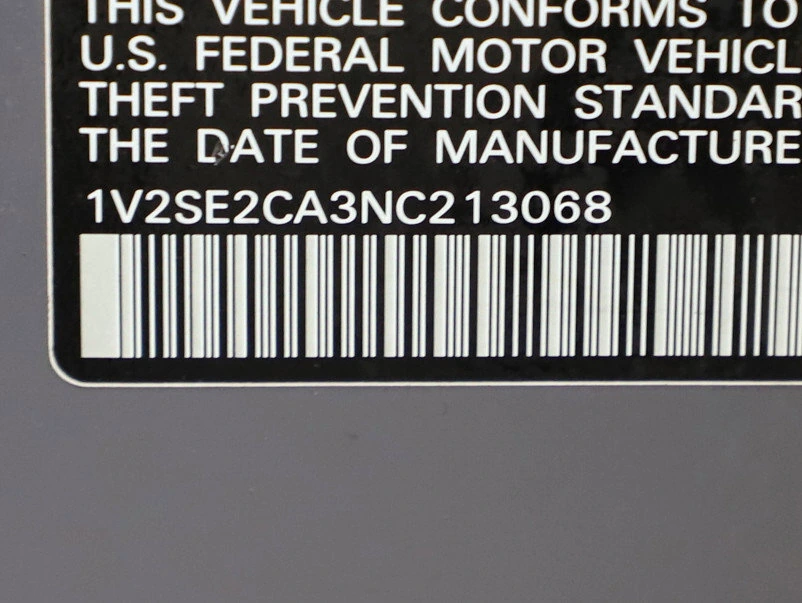 THIS VEHICLE CONFORMS TO
U.S. FEDERAL MOTOR VEHICL
THEFT PREVENTION STANDAR
THE DATE OF MANUFACTURE
1V2SE2CA3NC213068